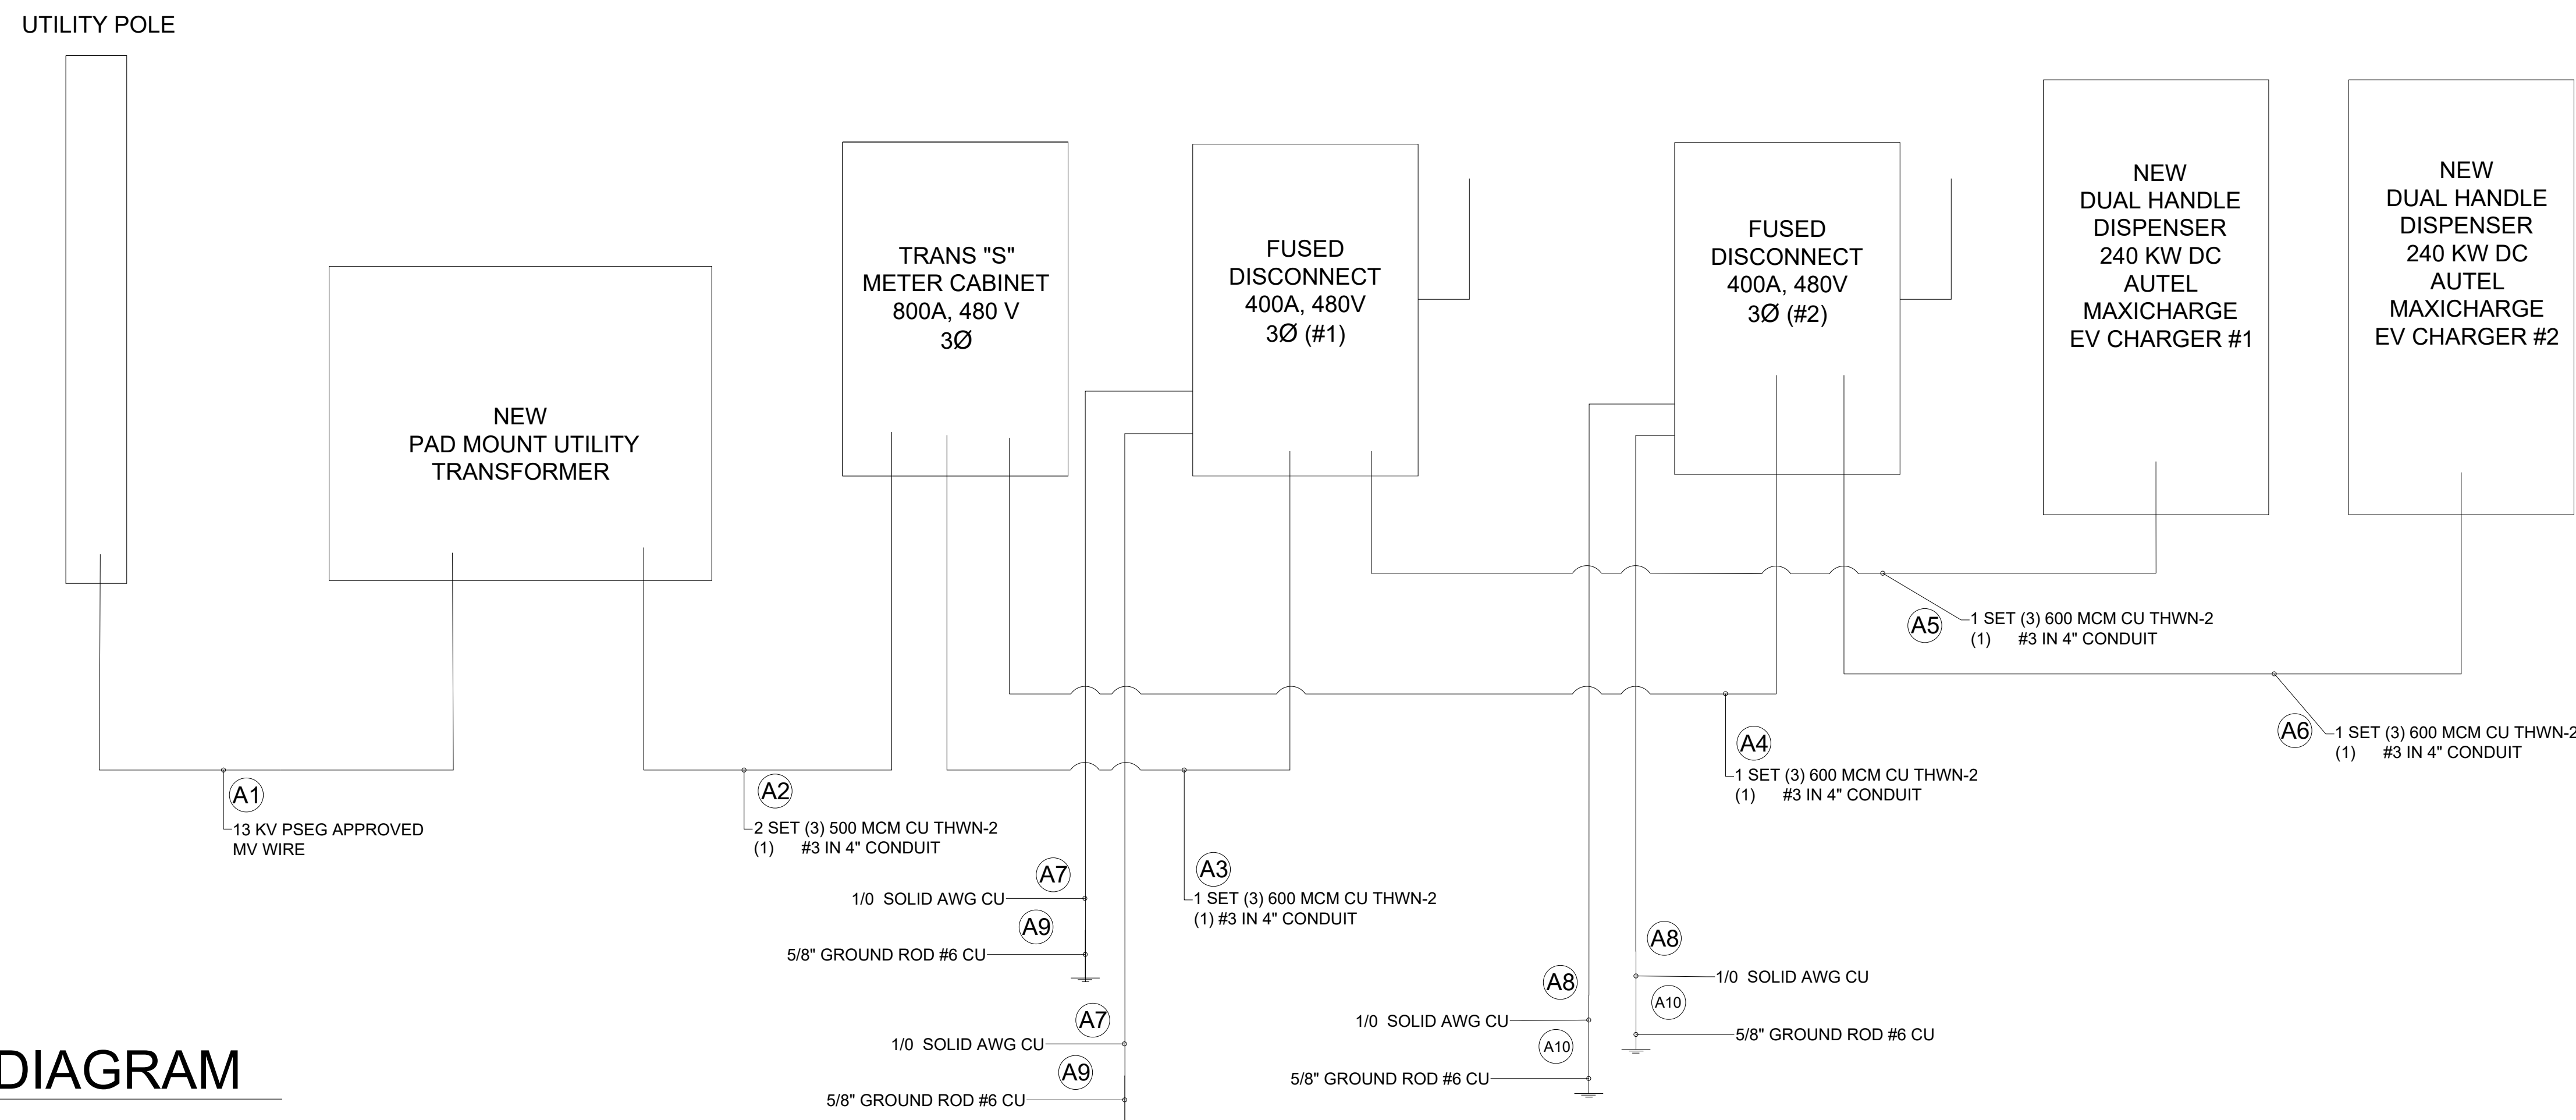 UTILITY POLE
NEW
PAD MOUNT UTILITY
TRANSFORMER
TRANS "S"
METER CABINET
800A, 480 V
3Ø
FUSED
DISCONNECT
400A, 480V
3Ø (#1)
FUSED
DISCONNECT
400A, 480V
3Ø (#2)
NEW
DUAL HANDLE
DISPENSER
240 KW DC
AUTEL
MAXICHARGE
EV CHARGER #1
NEW
DUAL HANDLE
DISPENSER
240 KW DC
AUTEL
MAXICHARGE
EV CHARGER #2
A1
13 KV PSEG APPROVED
MV WIRE
A2
2 SET (3) 500 MCM CU THWN-2
(1) #3 IN 4" CONDUIT
A3
1 SET (3) 600 MCM CU THWN-2
(1) #3 IN 4" CONDUIT
A4
1 SET (3) 600 MCM CU THWN-2
(1) #3 IN 4" CONDUIT
A5
1 SET (3) 600 MCM CU THWN-2
(1) #3 IN 4" CONDUIT
A6
1 SET (3) 600 MCM CU THWN-2
(1) #3 IN 4" CONDUIT
A7
1/0 SOLID AWG CU
A9
5/8" GROUND ROD #6 CU
A7
1/0 SOLID AWG CU
A9
5/8" GROUND ROD #6 CU
A8
1/0 SOLID AWG CU
A10
5/8" GROUND ROD #6 CU
A8
1/0 SOLID AWG CU
A10
5/8" GROUND ROD #6 CU
DIAGRAM